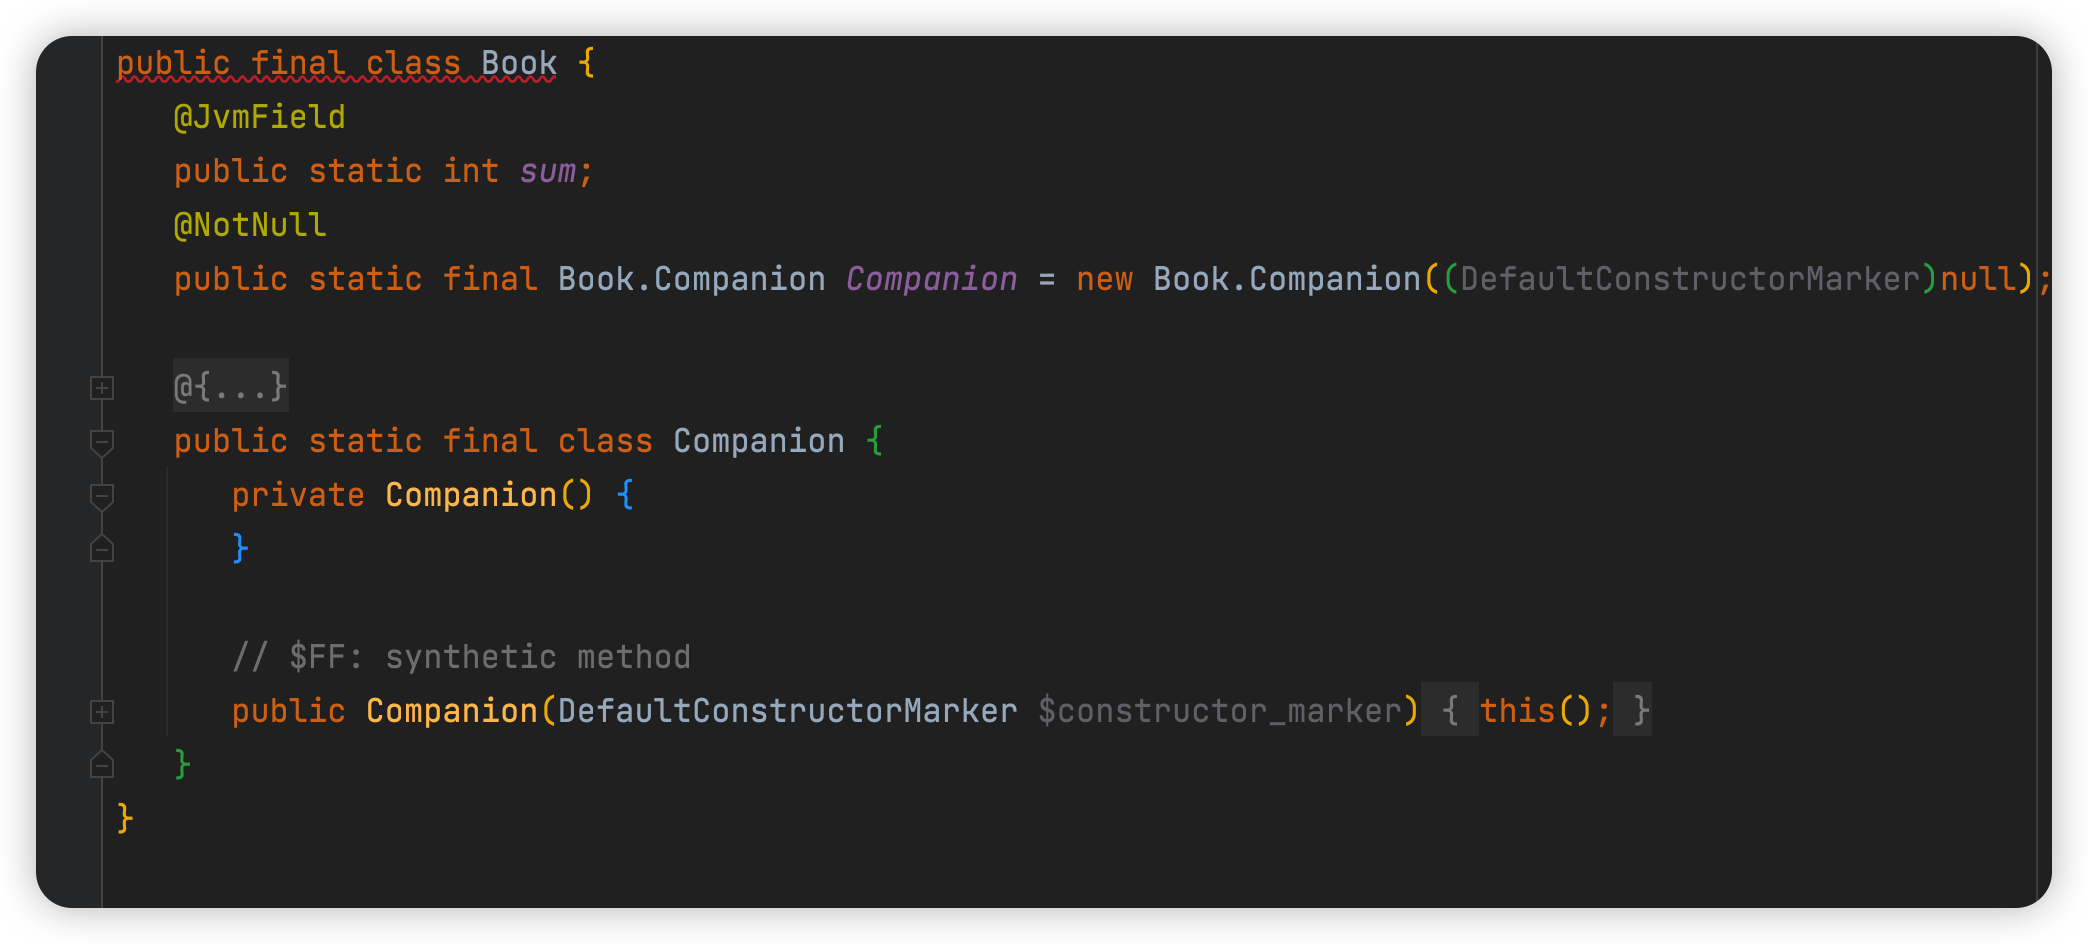 public final class Book {
@JvmField
public static int sum;
@NotNull
public static final Book.Companion Companion = new Book.Companion((DefaultConstructorMarker)null);
@{...}
public static final class Companion {
private Companion() {
}
// $FF: synthetic method
public Companion(DefaultConstructorMarker $constructor_marker) { this(); }
}
}